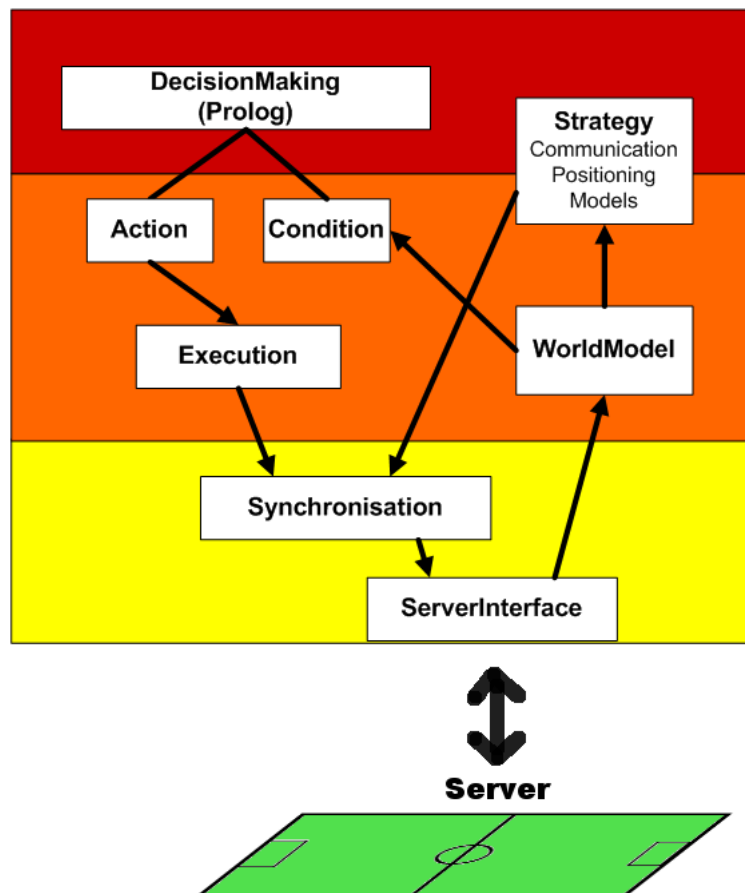 DecisionMaking
(Prolog)
Strategy
Communication
Positioning
Models
Action
Condition
Execution
WorldModel
Synchronisation
ServerInterface
Server